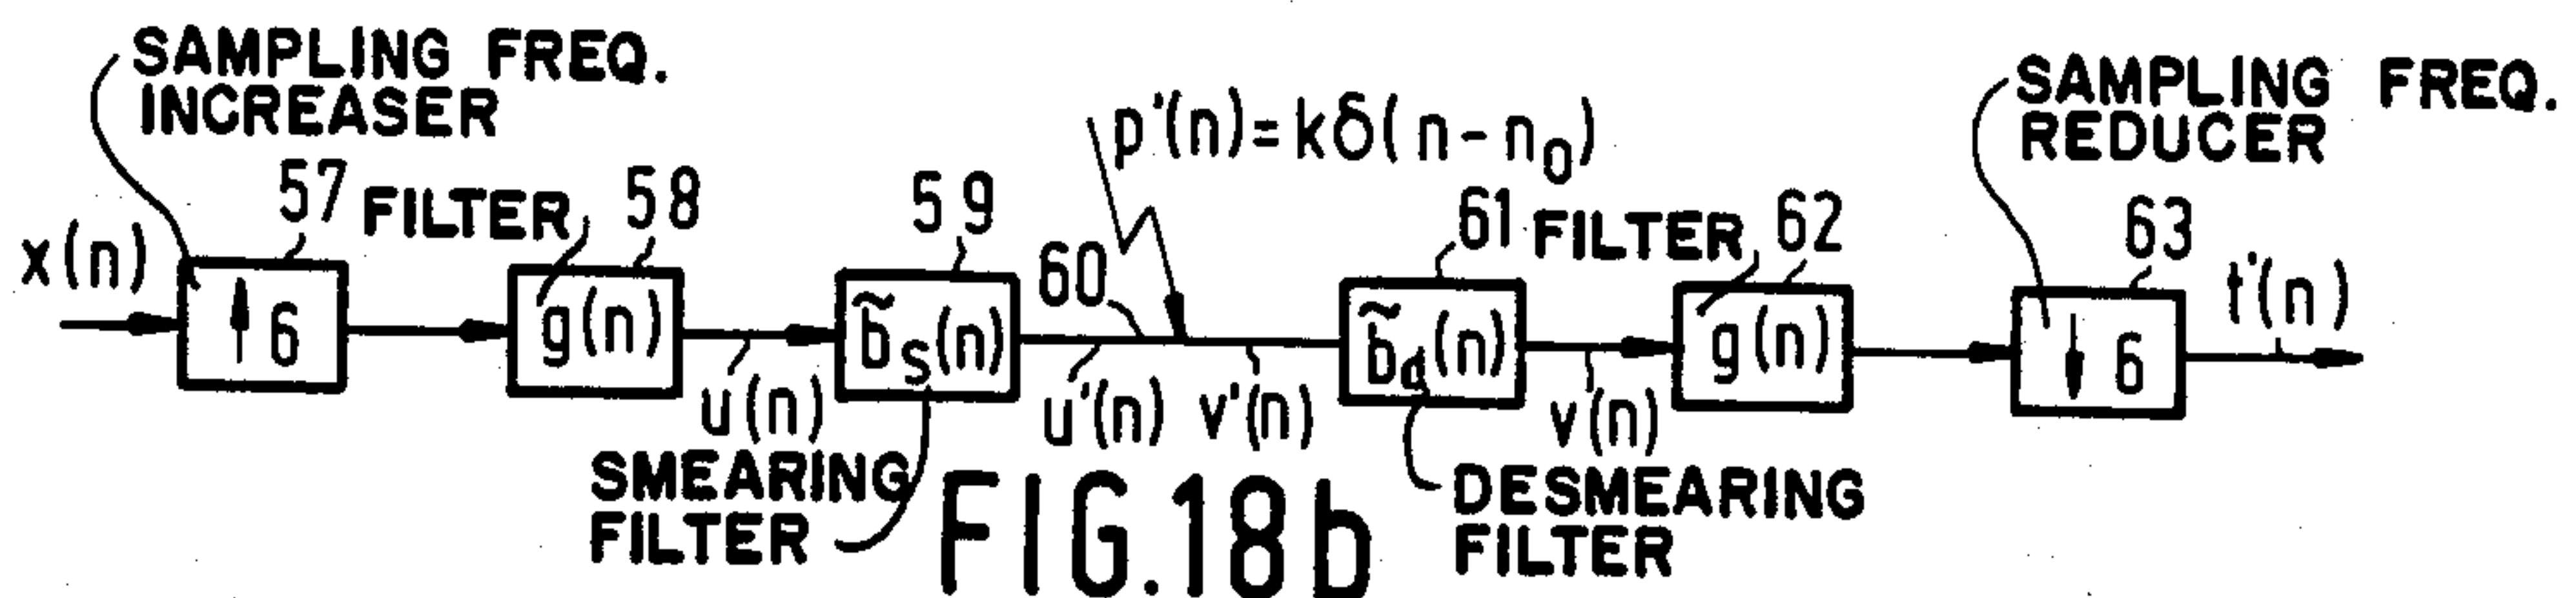 SAMPLING FREQ.
INCREASER
57
FILTER
58
59
60
p'(n)=kδ(n-n₀)
61
FILTER
62
SAMPLING FREQ.
REDUCER
63
x(n)
↑6
g(n)
u(n)
b̃s(n)
u'(n)
v'(n)
b̃d(n)
v(n)
g(n)
↓6
t'(n)
SMEARING
FILTER
DESMEARING
FILTER
FIG.18b